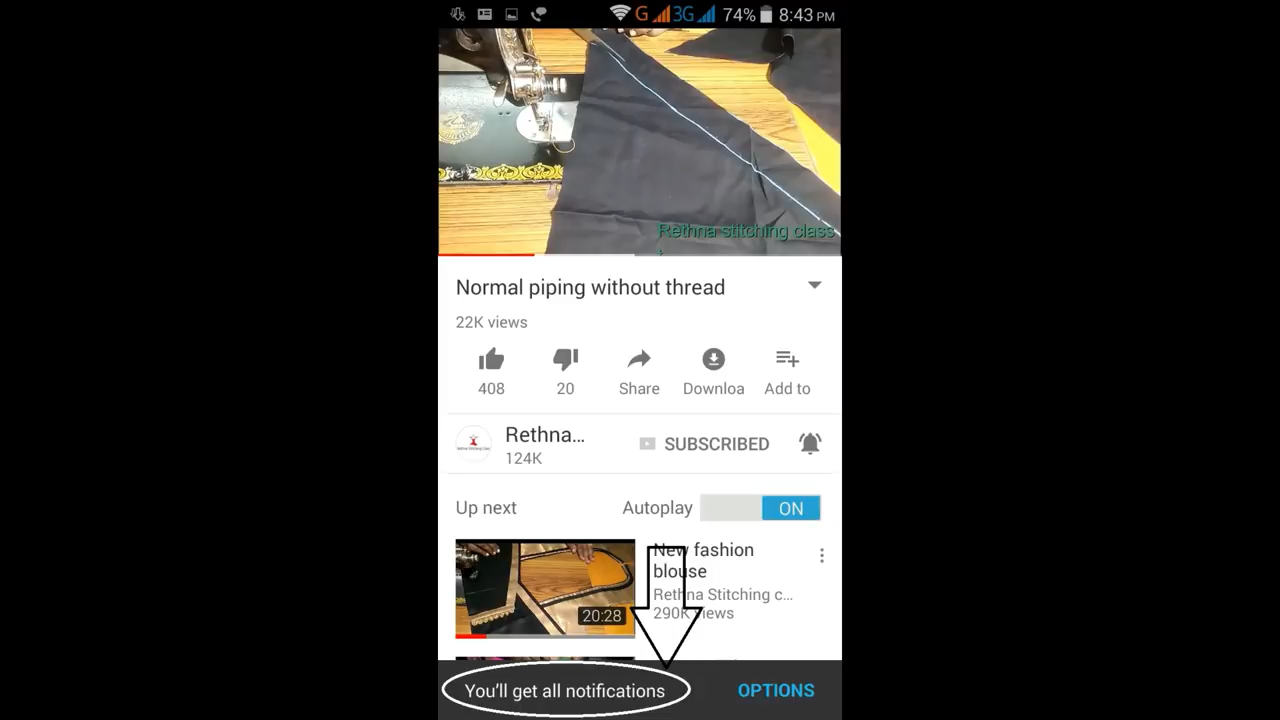 G 3G 74% 8:43 PM
Rethna stitching class
Normal piping without thread
22K views
408 20 Share Downloa Add to
Rethna...
124K
SUBSCRIBED
Up next Autoplay ON
New fashion
blouse
Rethna Stitching c...
290K views
20:28
You'll get all notifications OPTIONS